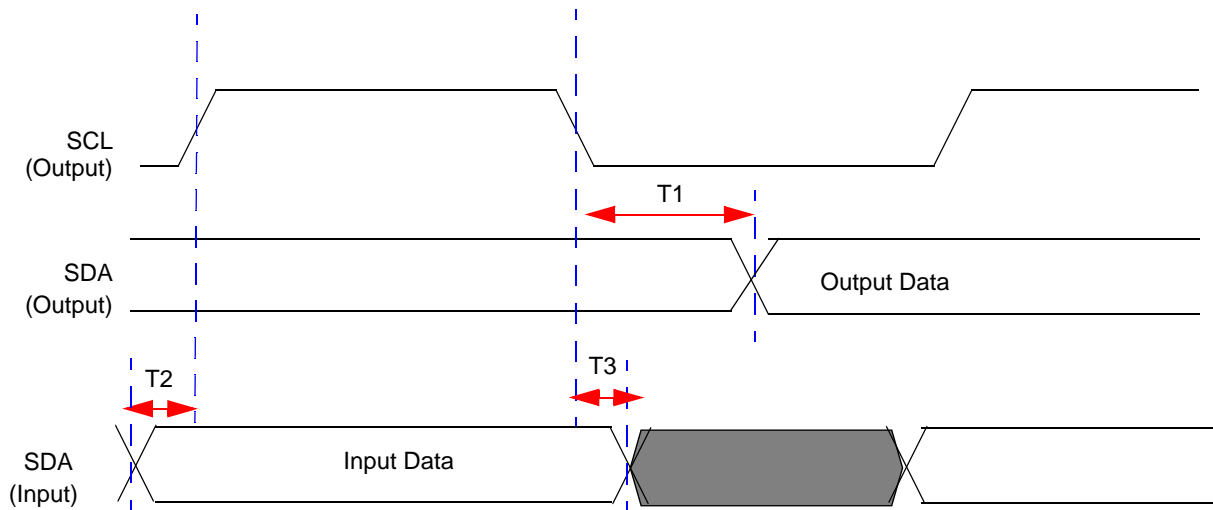 SCL
(Output)
T1
SDA
(Output)
Output Data
T2
T3
SDA
(Input)
Input Data